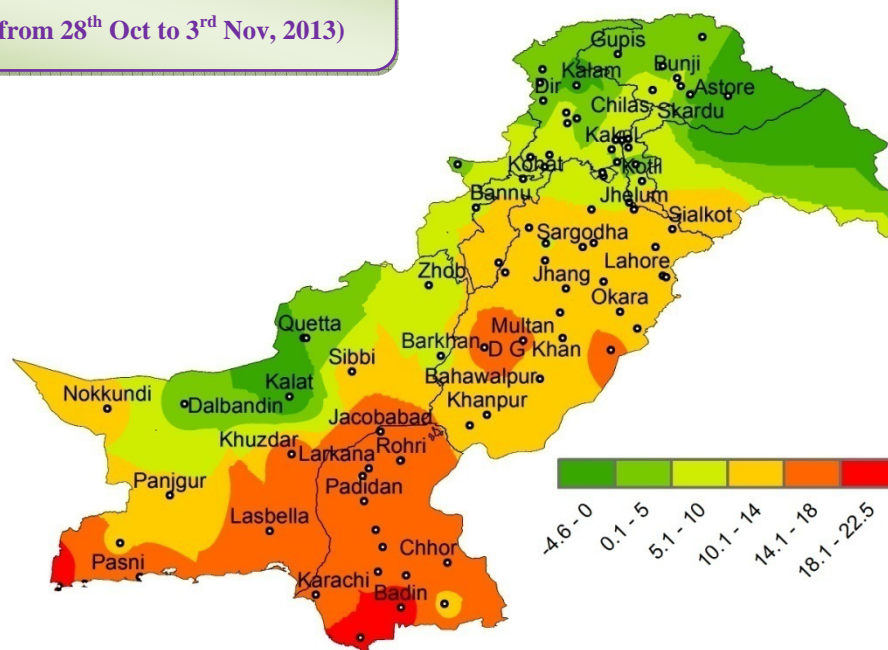 from 28th Oct to 3rd Nov, 2013)
Gupis
Bunji
Kalam
Dir
Astore
Chilas
Skardu
Kakul
Kohat
Kotli
Bannu
Jhelum
Sialkot
Sargodha
Zhob
Jhang
Lahore
Okara
Quetta
Multan
Barkhan
D G Khan
Sibbi
Bahawalpur
Kalat
Nokkundi
Dalbandin
Khanpur
Jacobabad
Khuzdar
Larkana
Rohri
Panjgur
Padidan
Lasbella
Chhor
Pasni
Karachi
Badin
-4.6 - 0
0.1 - 5
5.1 - 10
10.1 - 14
14.1 - 18
18.1 - 22.5